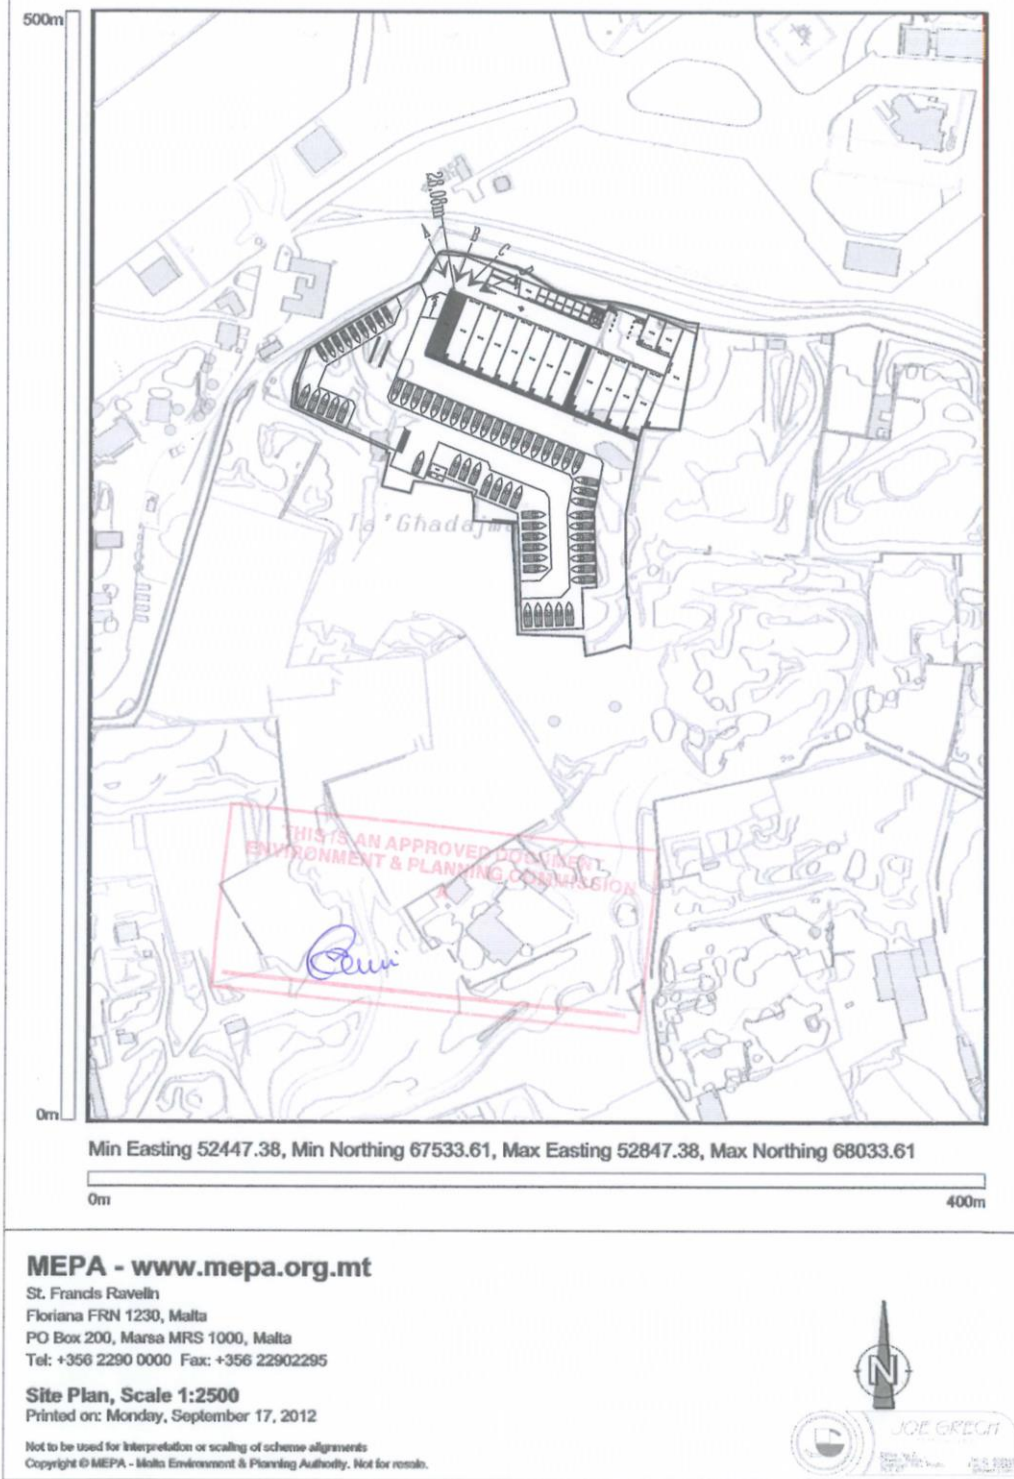 500m
28.08m
A
B
C
Ta'Ghadajma
THIS IS AN APPROVED DOCUMENT
ENVIRONMENT & PLANNING COMMISSION
A
0m
Min Easting 52447.38, Min Northing 67533.61, Max Easting 52847.38, Max Northing 68033.61
0m
400m
MEPA - www.mepa.org.mt
St. Francis Ravelin
Floriana FRN 1230, Malta
PO Box 200, Marsa MRS 1000, Malta
Tel: +356 2290 0000 Fax: +356 22902295
Site Plan, Scale 1:2500
Printed on: Monday, September 17, 2012
Not to be used for interpretation or scaling of scheme alignments
Copyright © MEPA - Malta Environment & Planning Authority. Not for resale.
N
JOE GRECH